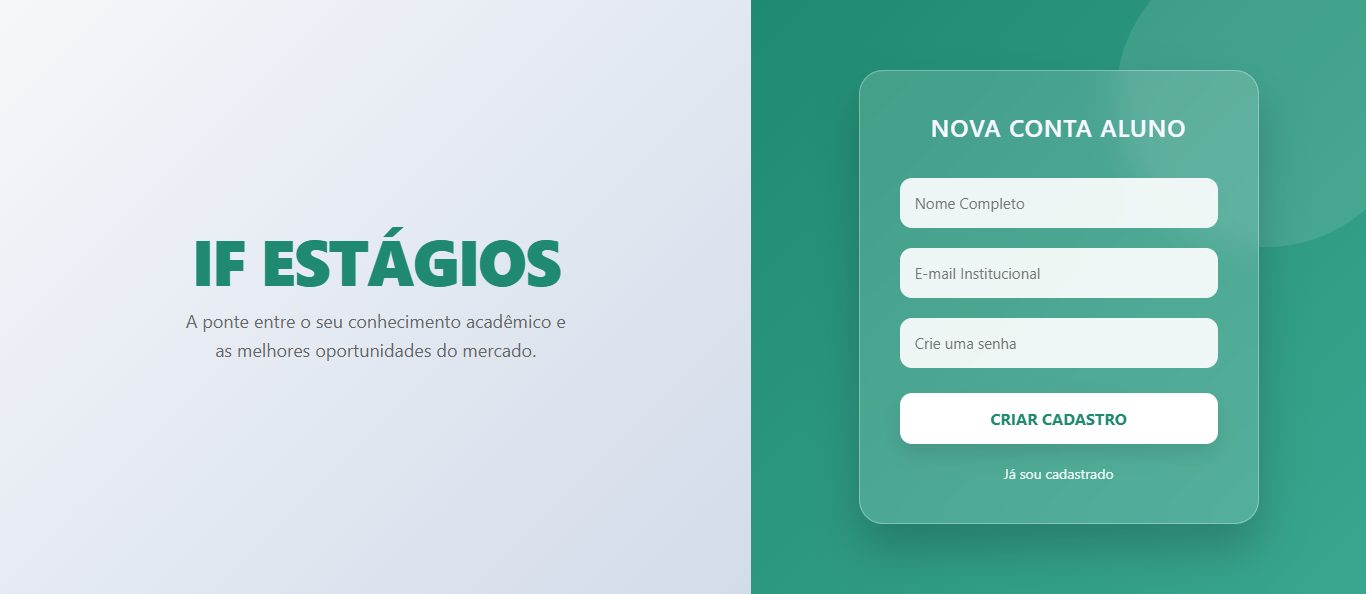 IF ESTÁGIOS
A ponte entre o seu conhecimento acadêmico e
as melhores oportunidades do mercado.
NOVA CONTA ALUNO
Nome Completo
E-mail Institucional
Crie uma senha
CRIAR CADASTRO
Já sou cadastrado